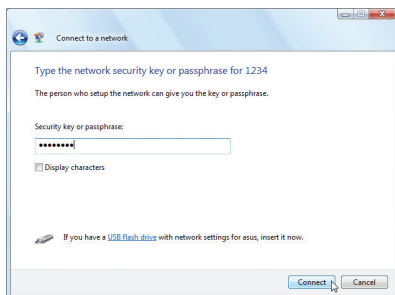 Connect to a network
Type the network security key or passphrase for 1234
The person who setup the network can give you the key or passphrase.
Security key or passphrase:
Display characters
If you have a USB flash drive with network settings for asus, insert it now.
Connect
Cancel